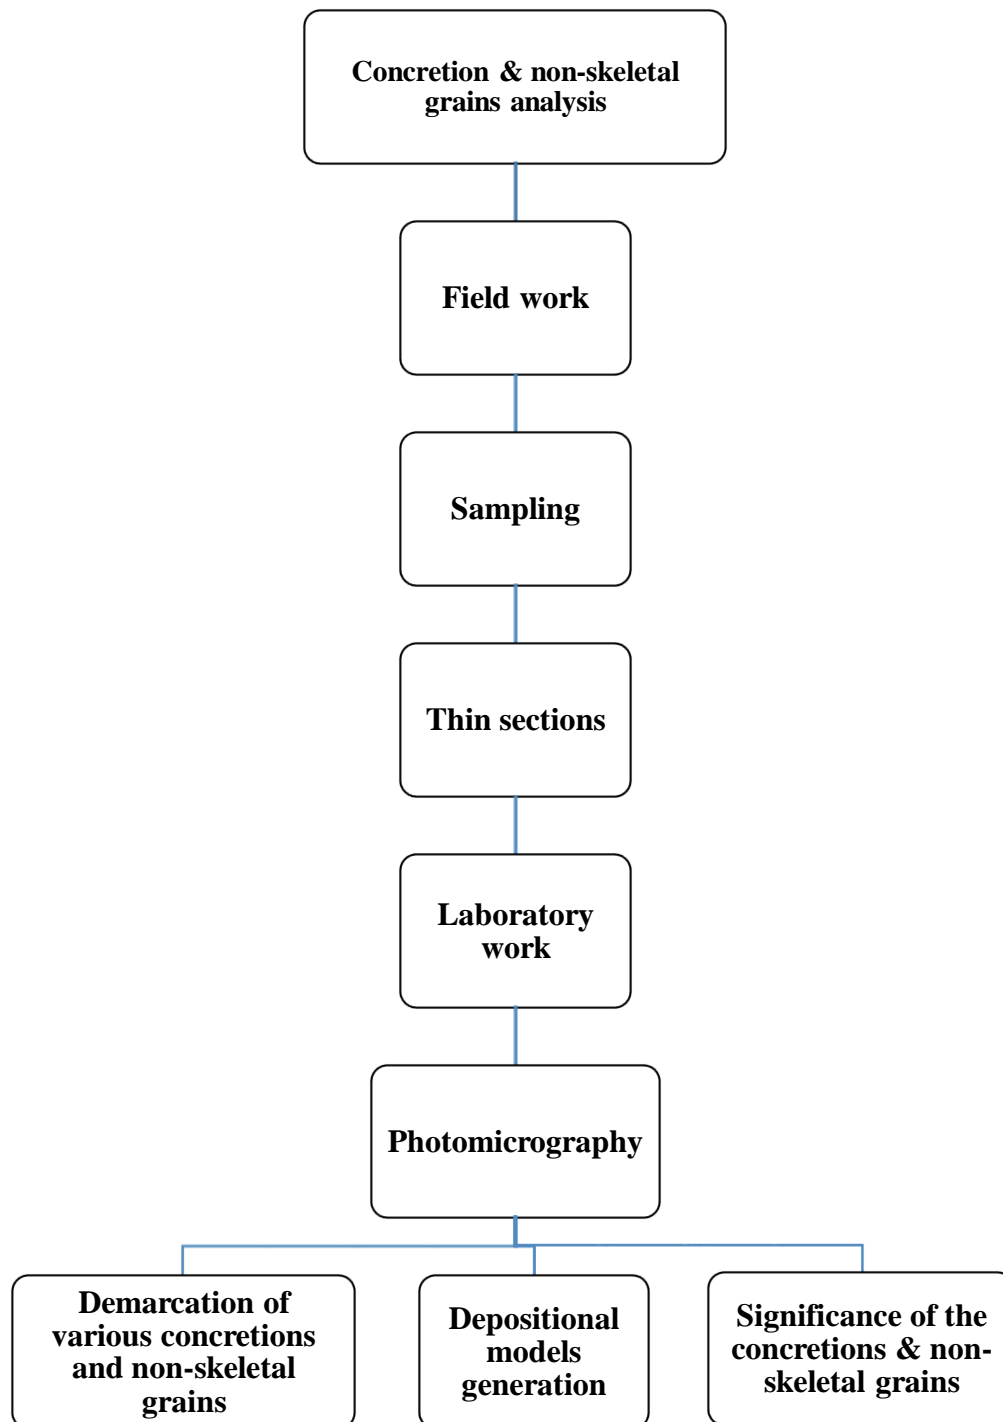 Concretion & non-skeletal
grains analysis
Field work
Sampling
Thin sections
Laboratory
work
Photomicrography
Demarcation of
various concretions
and non-skeletal
grains
Depositional
models
generation
Significance of the
concretions & non-
skeletal grains